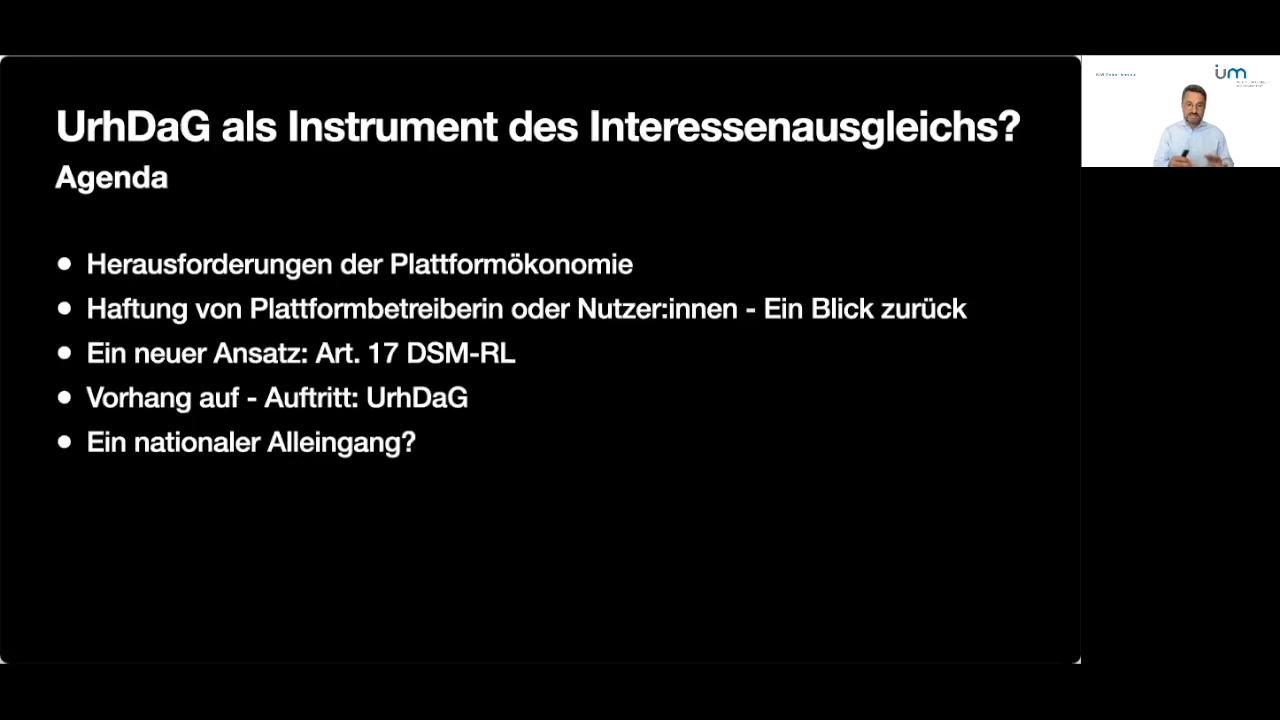 UrhDaG als Instrument des Interessenausgleichs?
Agenda
• Herausforderungen der Plattformökonomie
• Haftung von Plattformbetreiberin oder Nutzer:innen - Ein Blick zurück
• Ein neuer Ansatz: Art. 17 DSM-RL
• Vorhang auf - Auftritt: UrhDaG
• Ein nationaler Alleingang?